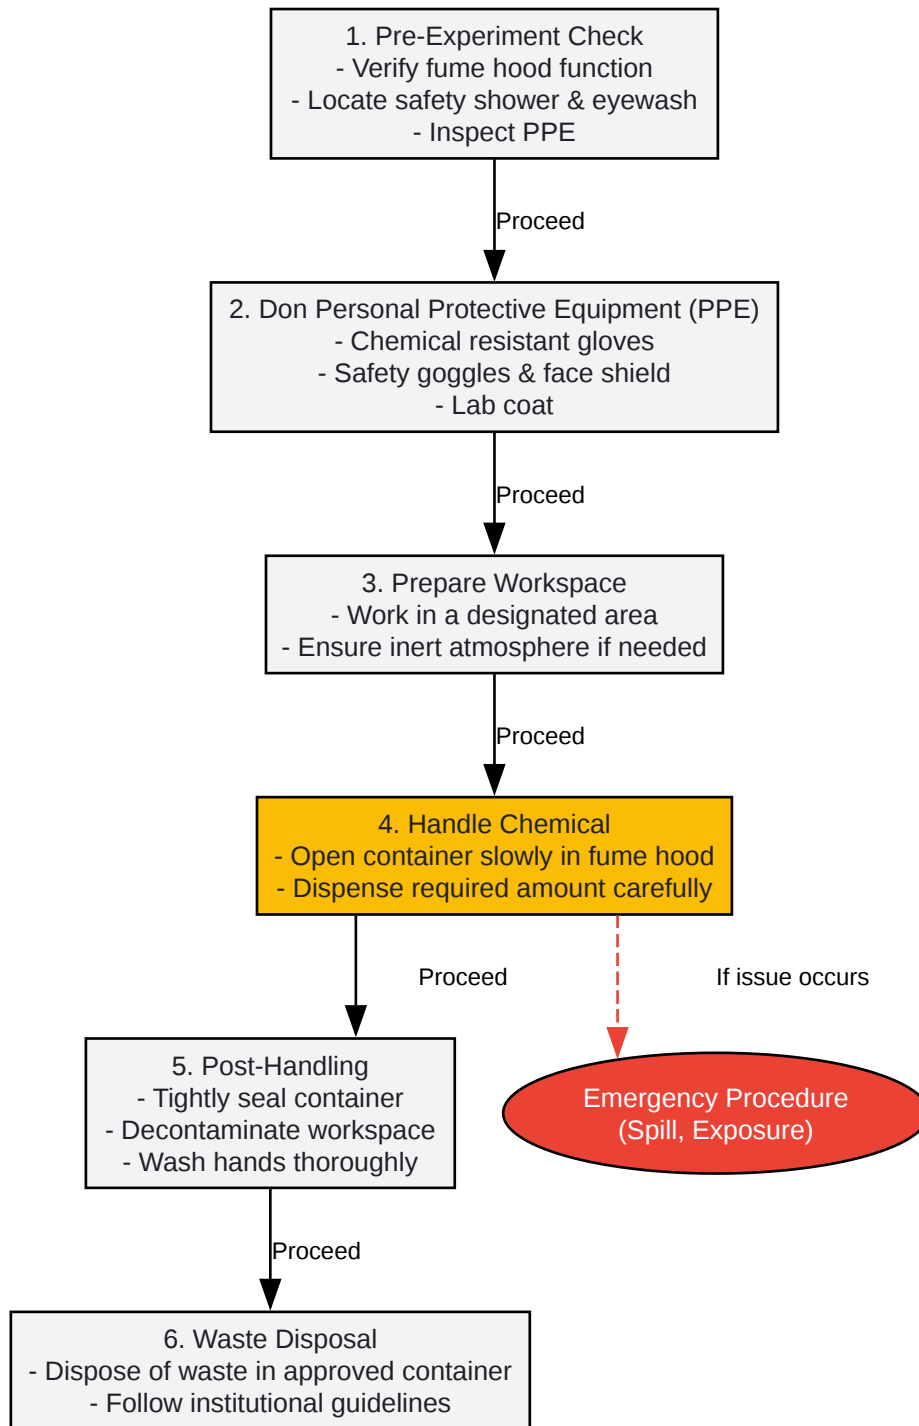 1. Pre-Experiment Check
- Verify fume hood function
- Locate safety shower & eyewash
- Inspect PPE
Proceed
2. Don Personal Protective Equipment (PPE)
- Chemical resistant gloves
- Safety goggles & face shield
- Lab coat
Proceed
3. Prepare Workspace
- Work in a designated area
- Ensure inert atmosphere if needed
Proceed
4. Handle Chemical
- Open container slowly in fume hood
- Dispense required amount carefully
Proceed
If issue occurs
5. Post-Handling
- Tightly seal container
- Decontaminate workspace
- Wash hands thoroughly
Emergency Procedure
(Spill, Exposure)
Proceed
6. Waste Disposal
- Dispose of waste in approved container
- Follow institutional guidelines